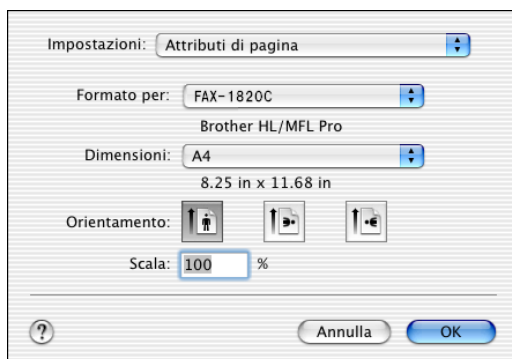 Impostazioni: Attributi di pagina
Formato per: FAX-1820C
Brother HL/MFL Pro
Dimensioni: A4
8.25 in x 11.68 in
Orientamento:
Scala: 100 %
? Annulla OK